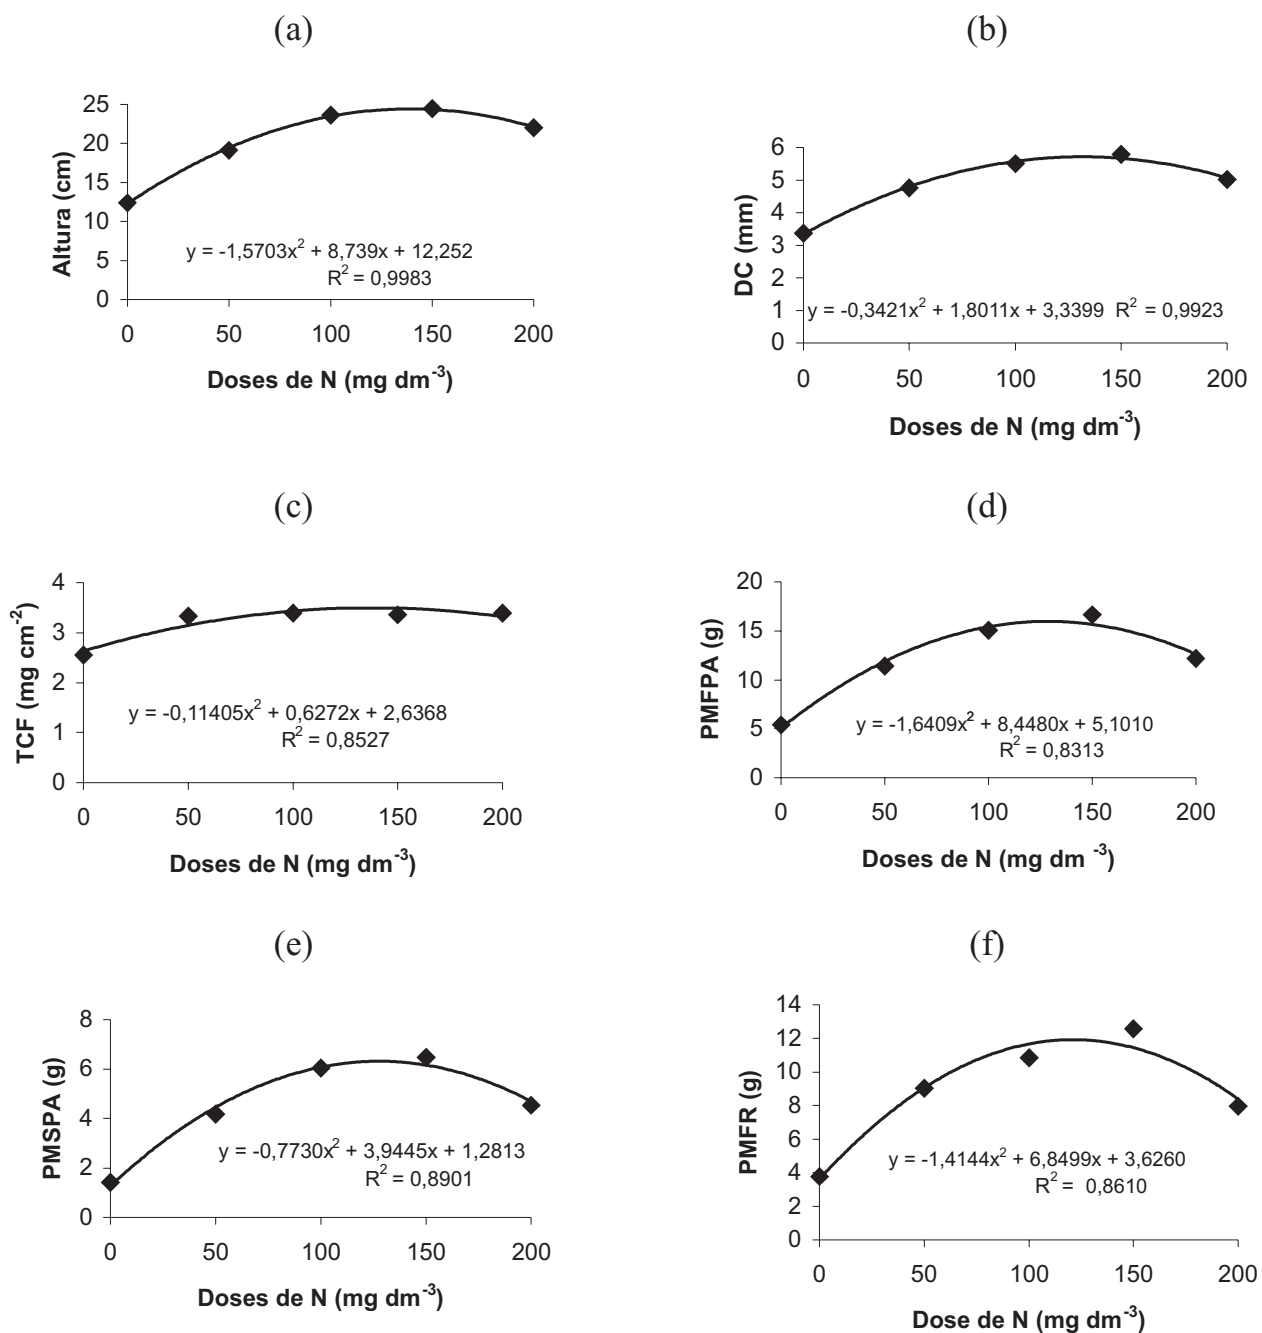 (a)
25
20
15
10
5
0
Altura (cm)
y = -1,5703x² + 8,739x + 12,252
R² = 0,9983
0 50 100 150 200
Doses de N (mg dm⁻³)
(b)
6
5
4
3
2
1
0
DC (mm)
y = -0,3421x² + 1,8011x + 3,3399 R² = 0,9923
0 50 100 150 200
Doses de N (mg dm⁻³)
(c)
4
3
2
1
0
TCF (mg cm⁻²)
y = -0,11405x² + 0,6272x + 2,6368
R² = 0,8527
0 50 100 150 200
Doses de N (mg dm⁻³)
(d)
20
15
10
5
0
PMFPA (g)
y = -1,6409x² + 8,4480x + 5,1010
R² = 0,8313
0 50 100 150 200
Doses de N (mg dm ⁻³)
(e)
8
6
4
2
0
PMSPA (g)
y = -0,7730x² + 3,9445x + 1,2813
R² = 0,8901
0 50 100 150 200
Doses de N (mg dm⁻³)
(f)
14
12
10
8
6
4
2
0
PMFR (g)
y = -1,4144x² + 6,8499x + 3,6260
R² = 0,8610
0 50 100 150 200
Dose de N (mg dm⁻³)